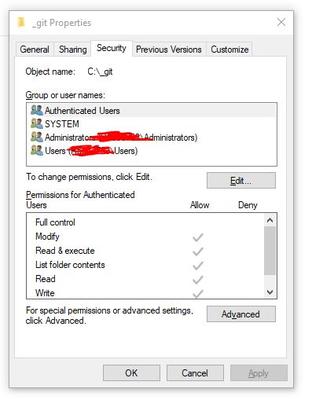 _git Properties
General Sharing Security Previous Versions Customize
Object name: C:\_git
Group or user names:
Authenticated Users
SYSTEM
Administrators \Administrators)
Users ( Users)
To change permissions, click Edit.
Edit...
Permissions for Authenticated
Users Allow Deny
Full control
Modify
Read & execute
List folder contents
Read
Write
For special permissions or advanced settings,
click Advanced.
Advanced
OK Cancel Apply